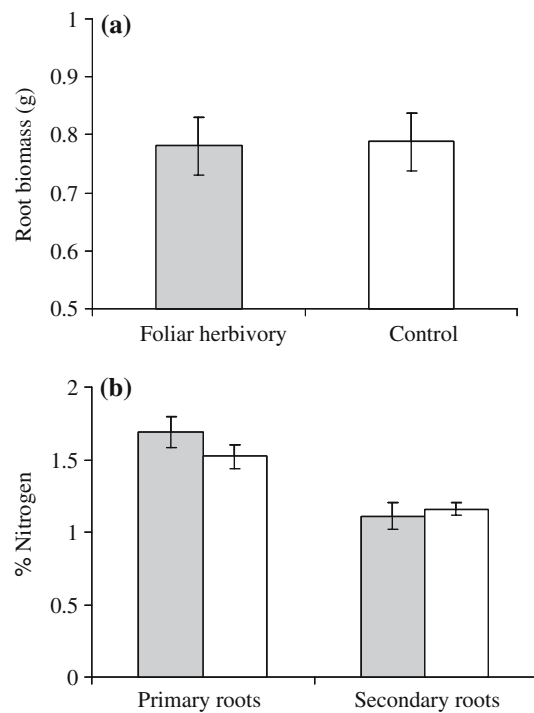 (a)
1
0.9
0.8
0.7
0.6
0.5
Root biomass (g)
Foliar herbivory Control
(b)
2
1.5
1
0.5
0
% Nitrogen
Primary roots Secondary roots